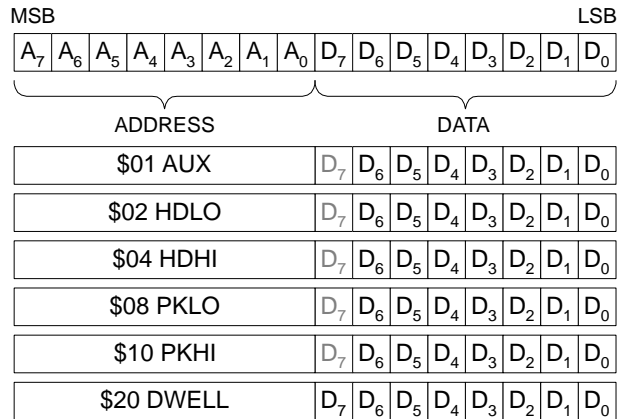 MSB LSB
A7 A6 A5 A4 A3 A2 A1 A0 D7 D6 D5 D4 D3 D2 D1 D0
ADDRESS DATA
$01 AUX D7 D6 D5 D4 D3 D2 D1 D0
$02 HDLO D7 D6 D5 D4 D3 D2 D1 D0
$04 HDHI D7 D6 D5 D4 D3 D2 D1 D0
$08 PKLO D7 D6 D5 D4 D3 D2 D1 D0
$10 PKHI D7 D6 D5 D4 D3 D2 D1 D0
$20 DWELL D7 D6 D5 D4 D3 D2 D1 D0